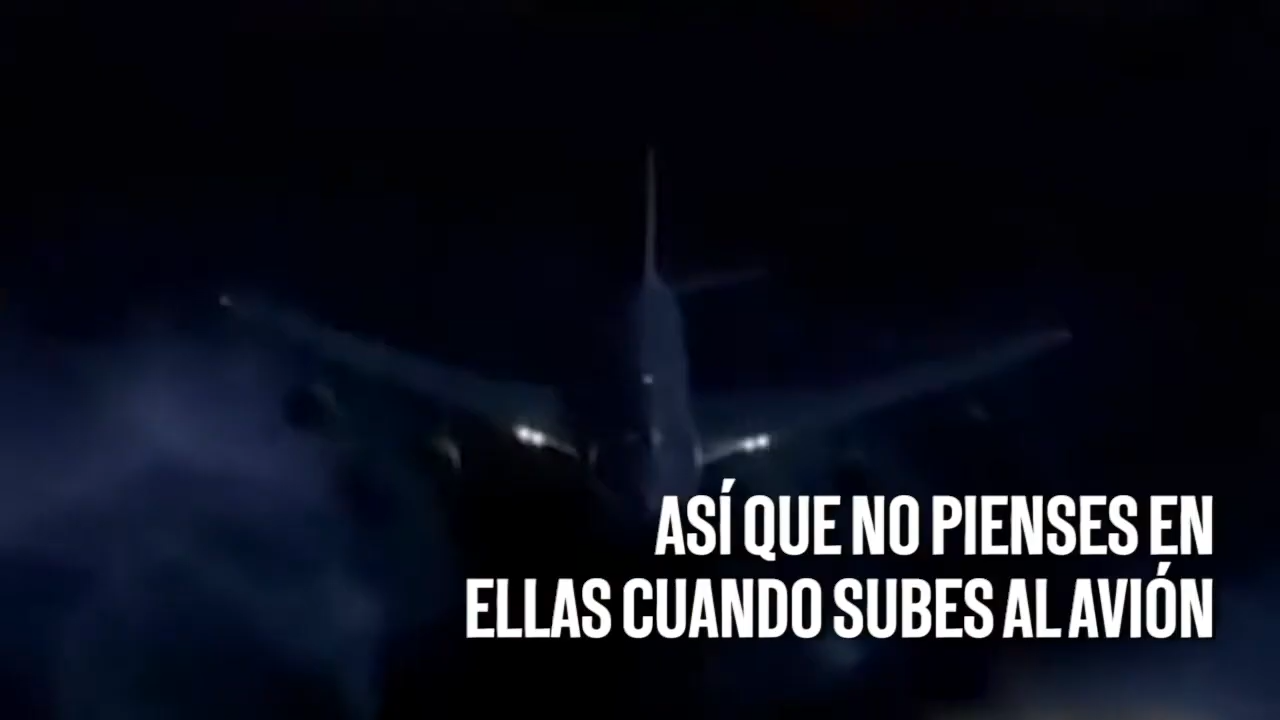 ASÍ QUE NO PIENSES EN
ELLAS CUANDO SUBES AL AVIÓN